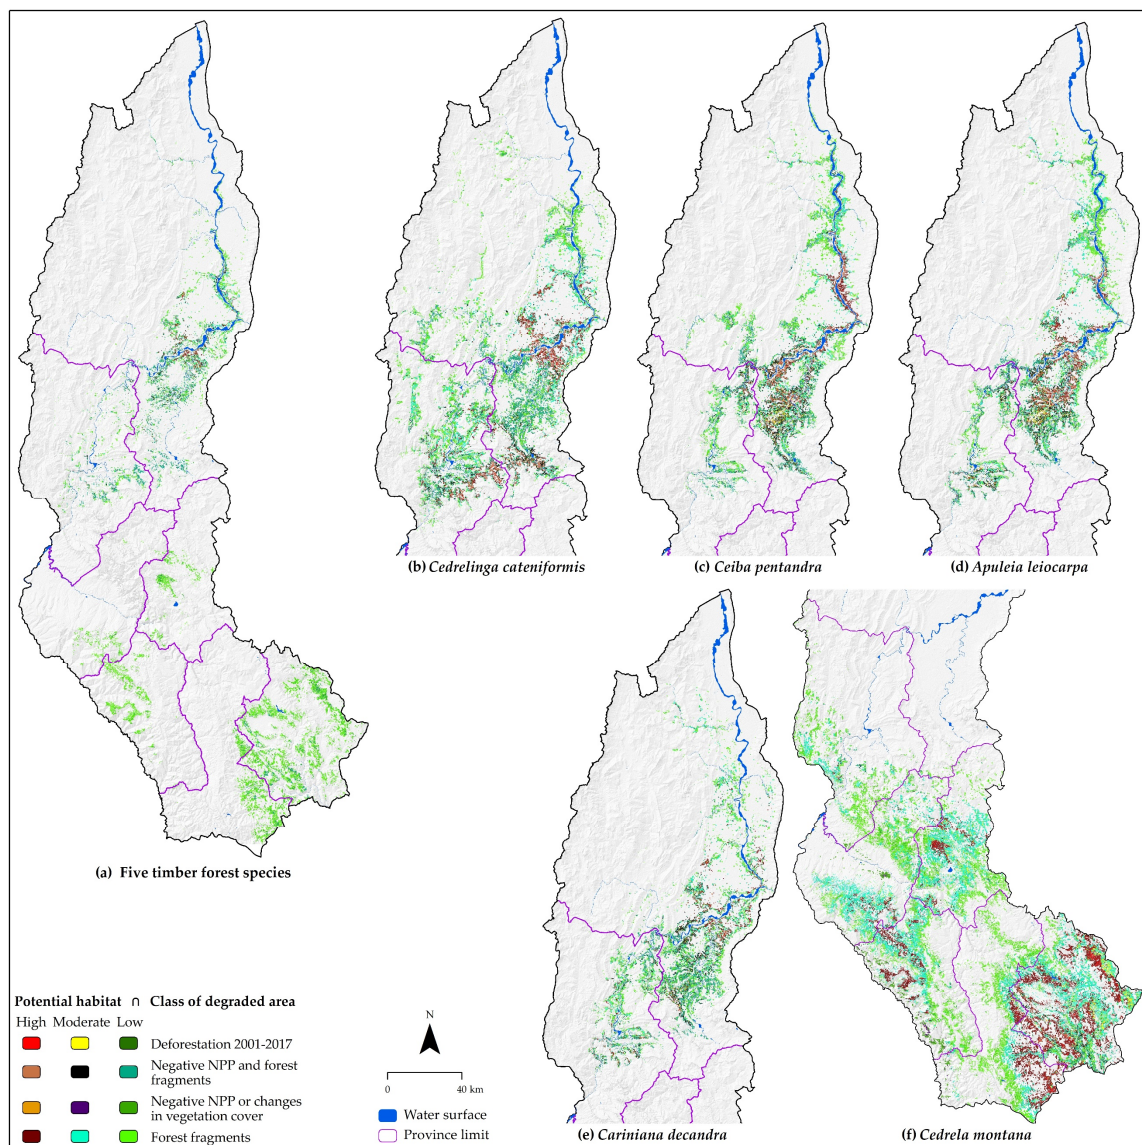 (b) Cedrelinga cateniformis
(c) Ceiba pentandra
(d) Apuleia leiocarpa
(a) Five timber forest species
Potential habitat ∩ Class of degraded area
High Moderate Low
Deforestation 2001-2017
Negative NPP and forest
fragments
Negative NPP or changes
in vegetation cover
Forest fragments
N
0 40 km
Water surface
Province limit
(e) Cariniana decandra
(f) Cedrela montana